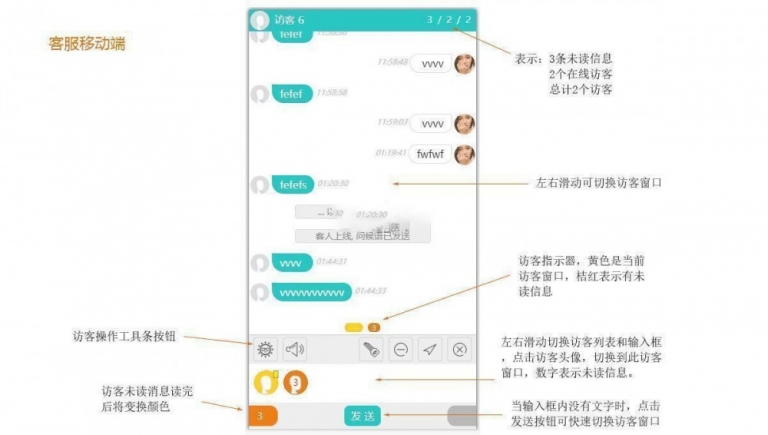 访客 6
3 / 2 / 2
客服移动端
fefef
11:58:48
vvvv
表示：3条未读信息
2个在线访客
总计2个访客
fefef
11:58:58
11:59:03
vvvv
01:19:41
fwfwf
fefefs
01:20:30
左右滑动可切换访客窗口
01:20:30
客人上线, 问候语已发送
vvvv
01:44:31
访客指示器，黄色是当前
访客窗口，桔红表示有未
读信息
vvvvvvvvvvv
01:44:33
3
访客操作工具条按钮
左右滑动切换访客列表和输入框
，点击访客头像，切换到此访客
窗口，数字表示未读信息。
3
访客未读消息读完
后将变换颜色
3
发 送
当输入框内没有文字时，点击
发送按钮可快速切换访客窗口